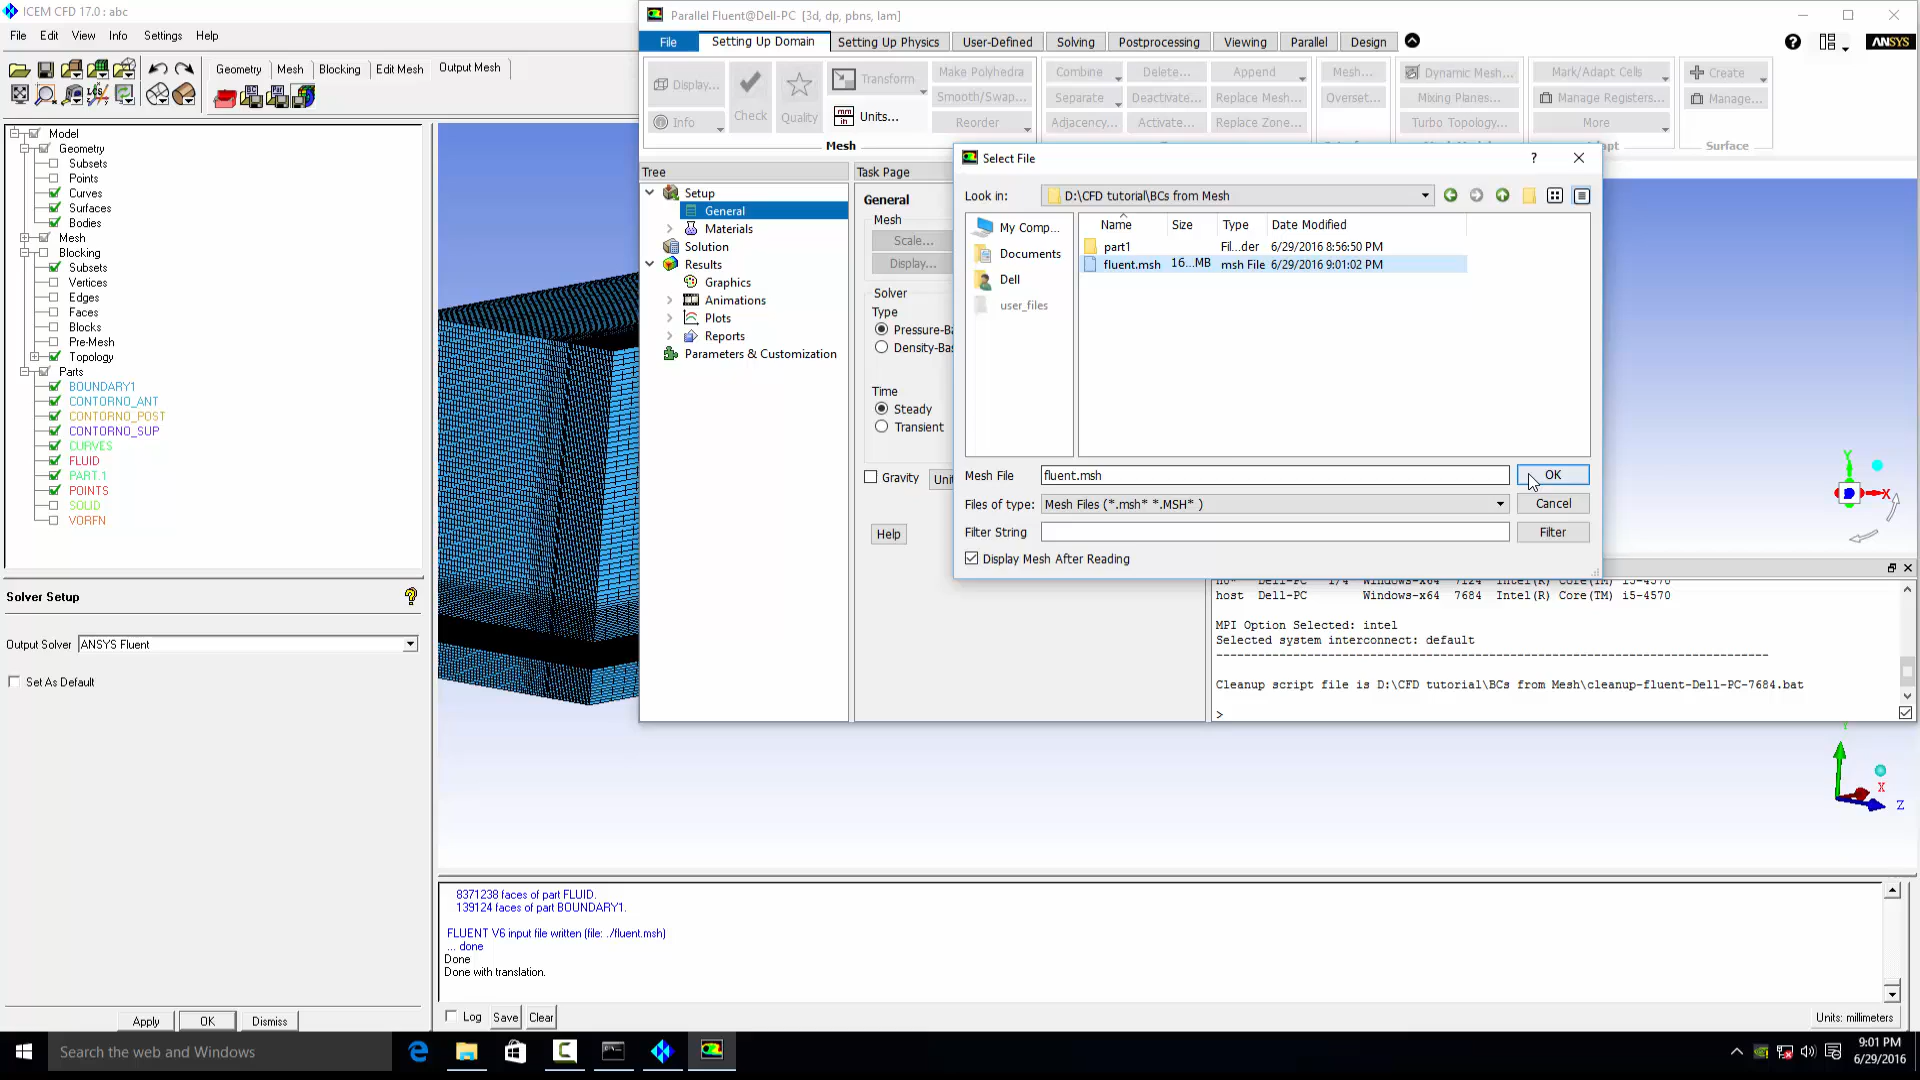 ICEM CFD 17.0 : abc
File Edit View Info Settings Help
Geometry Mesh Blocking Edit Mesh Output Mesh
Model
Geometry
Subsets
Points
Curves
Surfaces
Bodies
Mesh
Blocking
Subsets
Vertices
Edges
Faces
Blocks
Pre-Mesh
Topology
Parts
BOUNDARY1
CONTORNO_ANT
CONTORNO_POST
CONTORNO_SUP
CURVES
FLUID
PART.1
POINTS
SOLID
VORFN
Solver Setup
Output Solver ANSYS Fluent
Set As Default
Apply OK Dismiss
Parallel Fluent@Dell-PC [3d, dp, pbns, lam]
File Setting Up Domain Setting Up Physics User-Defined Solving Postprocessing Viewing Parallel Design
ANSYS
Display... Check Quality Transform Make Polyhedra Combine Delete... Append Mesh... Dynamic Mesh... Mark/Adapt Cells Create
Smooth/Swap... Separate Deactivate... Replace Mesh... Overset... Mixing Planes... Manage Registers... Manage...
Info Units... Reorder Adjacency... Activate... Replace Zone... Turbo Topology... More
Mesh
Surface
Tree
Setup
General
Materials
Solution
Results
Graphics
Animations
Plots
Reports
Parameters & Customization
Task Page
General
Mesh
Scale...
Display...
Solver
Type
Pressure-Ba
Density-Bas
Time
Steady
Transient
Gravity
Help
Select File
Look in: D:\CFD tutorial\BCs from Mesh
My Comp...
Documents
Dell
user_files
Name Size Type Date Modified
part1 Fil...der 6/29/2016 8:56:50 PM
fluent.msh 16...MB msh File 6/29/2016 9:01:02 PM
Mesh File fluent.msh OK
Files of type: Mesh Files (*.msh* *.MSH* ) Cancel
Filter String Filter
Display Mesh After Reading
host Dell-PC Windows-x64 7684 Intel(R) Core(TM) i5-4570
MPI Option Selected: intel
Selected system interconnect: default
Cleanup script file is D:\CFD tutorial\BCs from Mesh\cleanup-fluent-Dell-PC-7684.bat
>
Y
X
Y
X
Z
8371238 faces of part FLUID.
139124 faces of part BOUNDARY1.
FLUENT V6 input file written (file: ./fluent.msh)
... done
Done
Done with translation.
Log Save Clear
Units: millimeters
Search the web and Windows
9:01 PM
6/29/2016